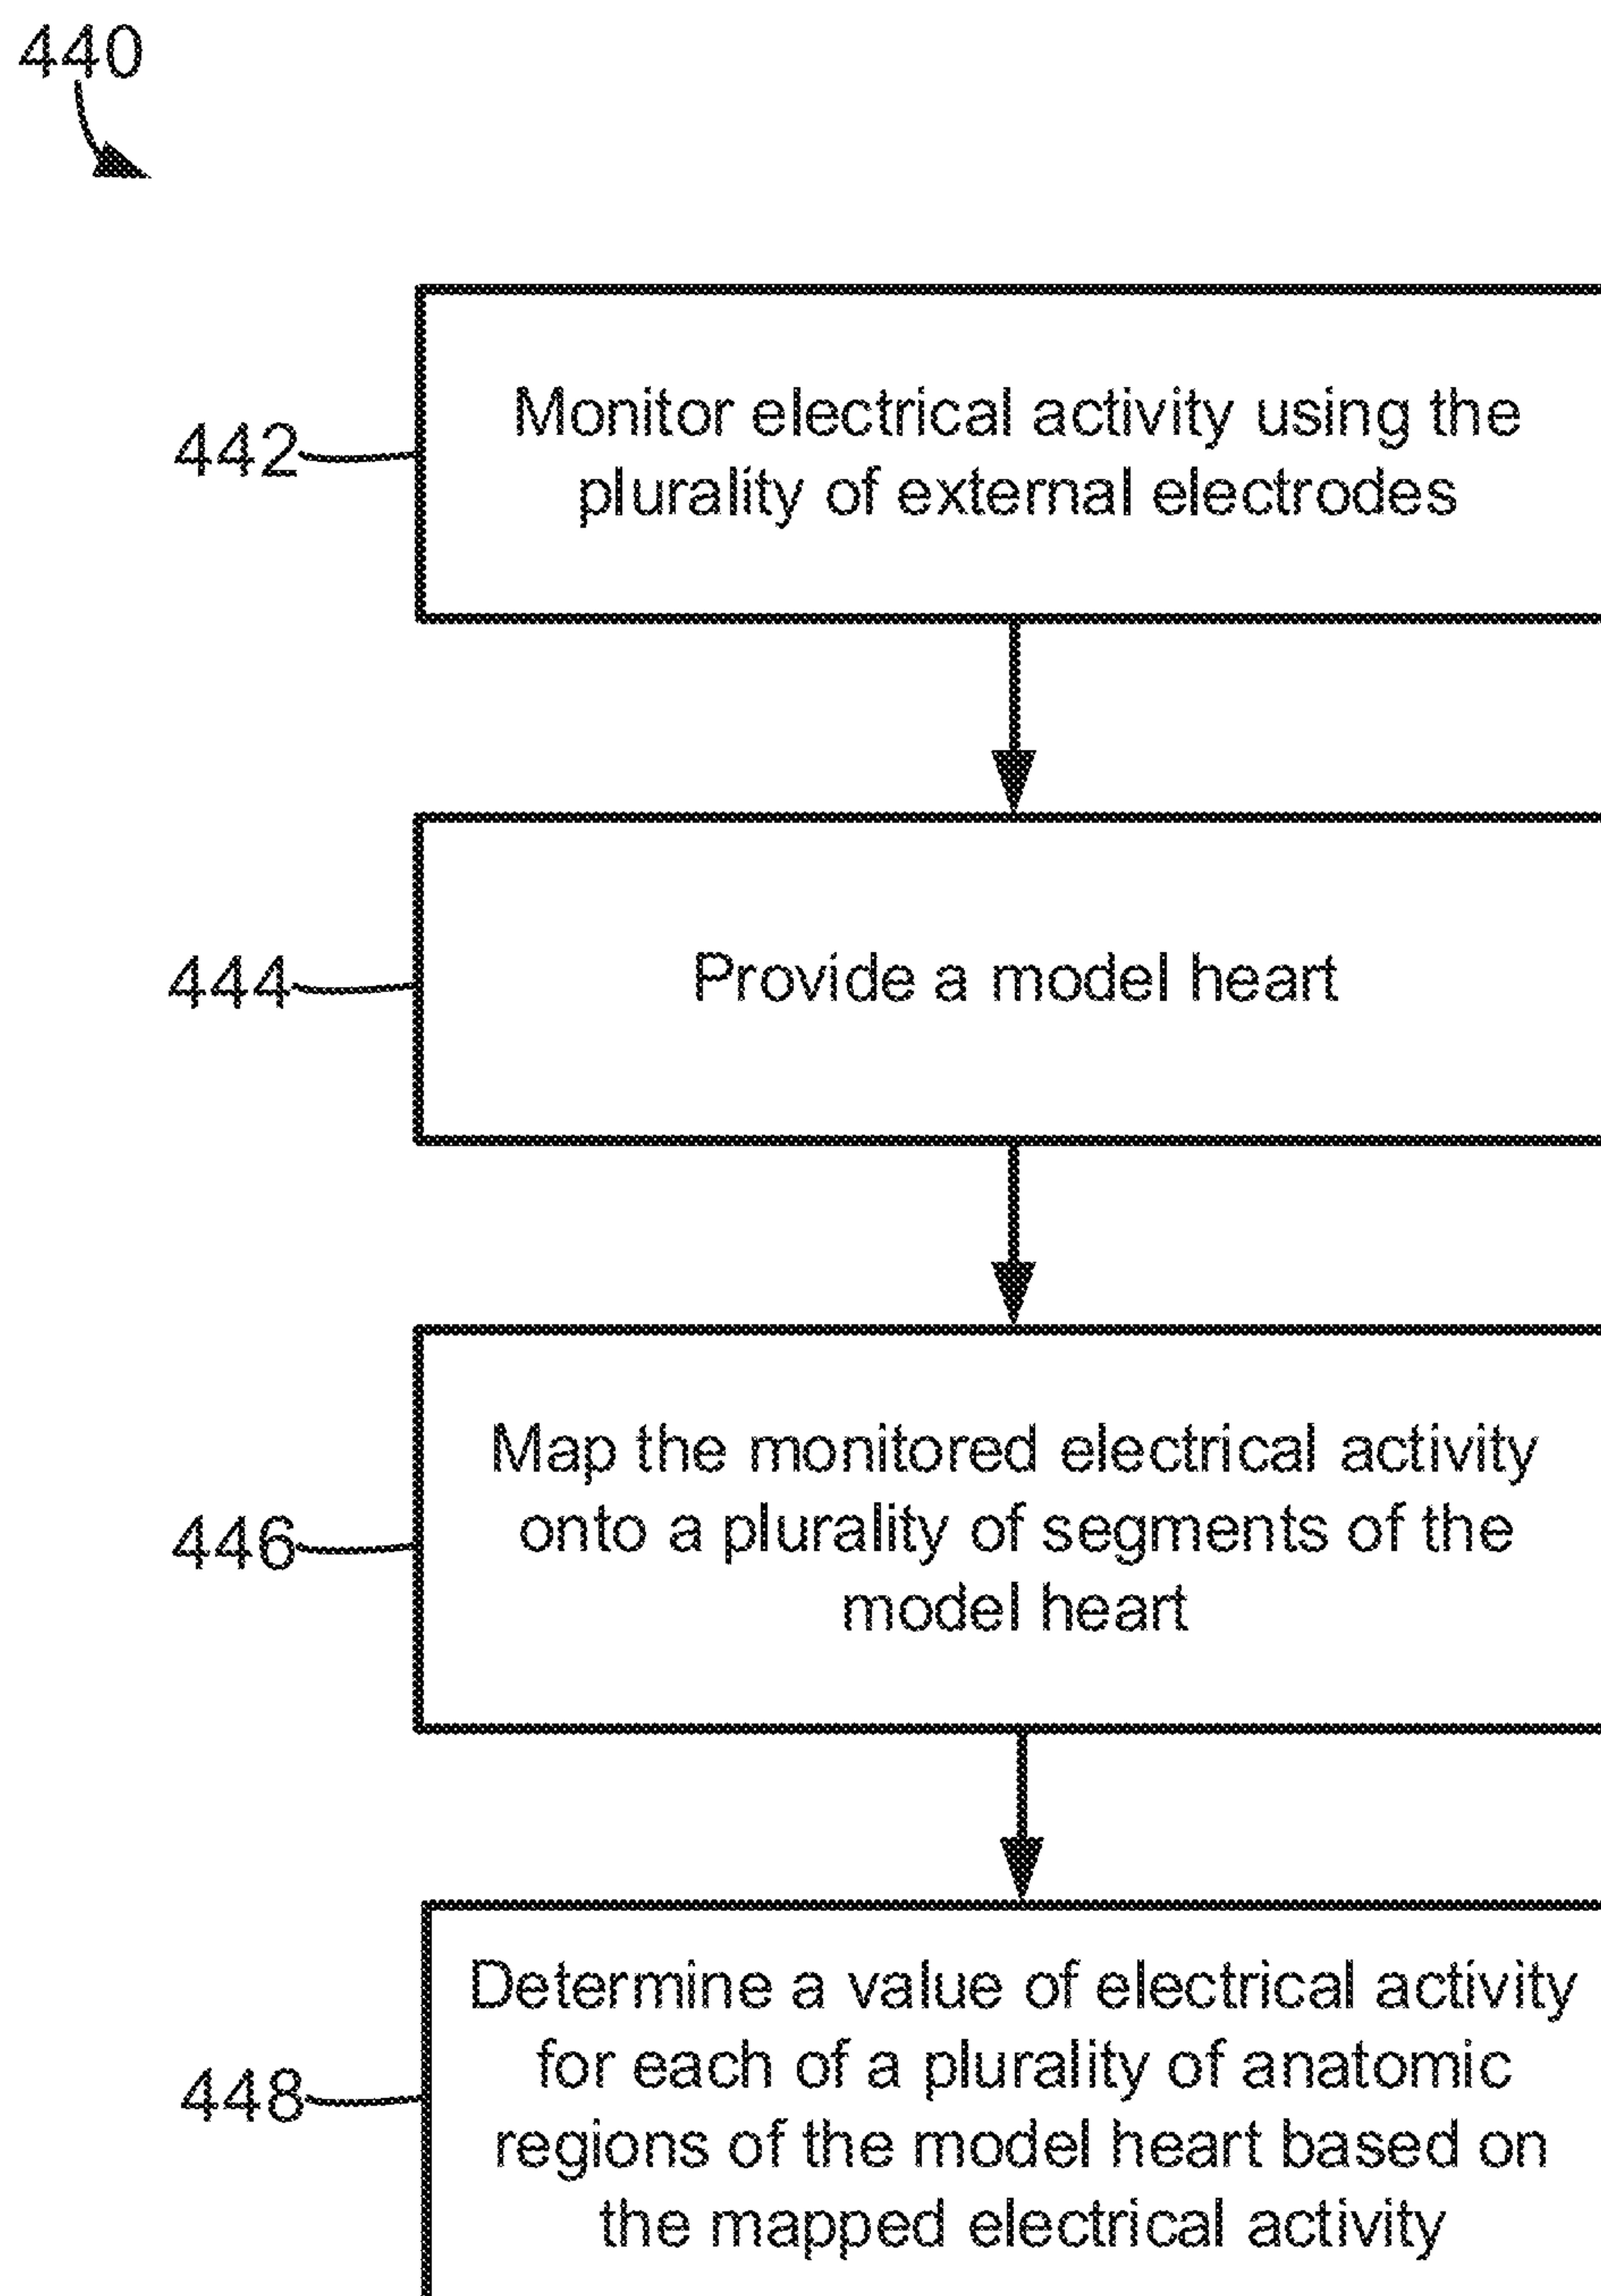 440
442
Monitor electrical activity using the
plurality of external electrodes
444
Provide a model heart
446
Map the monitored electrical activity
onto a plurality of segments of the
model heart
448
Determine a value of electrical activity
for each of a plurality of anatomic
regions of the model heart based on
the mapped electrical activity